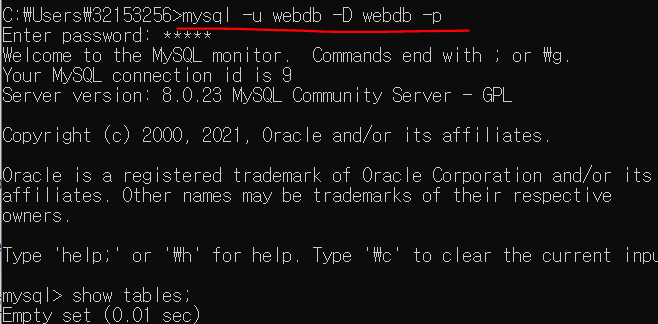 C:₩Users₩32153256>mysql -u webdb -D webdb -p
Enter password: *****
Welcome to the MySQL monitor.  Commands end with ; or ₩g.
Your MySQL connection id is 9
Server version: 8.0.23 MySQL Community Server - GPL
Copyright (c) 2000, 2021, Oracle and/or its affiliates.
Oracle is a registered trademark of Oracle Corporation and/or its
affiliates. Other names may be trademarks of their respective
owners.
Type 'help;' or '₩h' for help. Type '₩c' to clear the current inpu
mysql> show tables;
Empty set (0.01 sec)